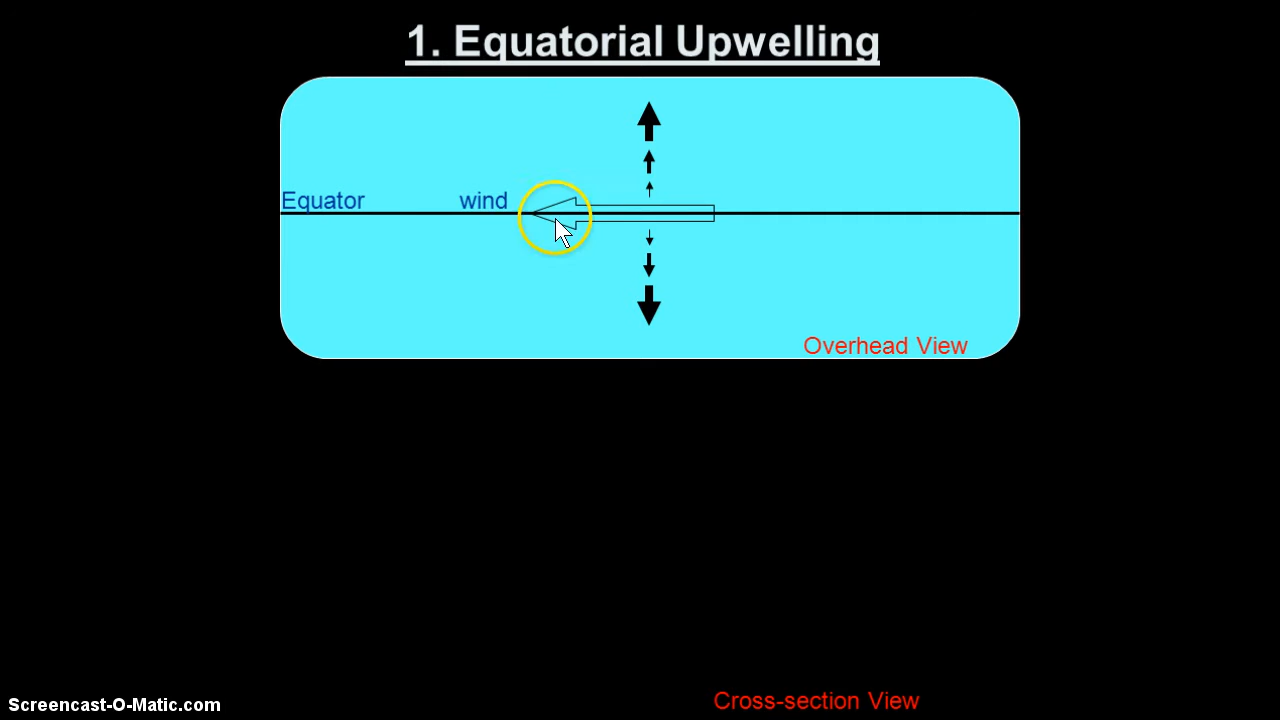 1. Equatorial Upwelling
Equator wind
Overhead View
Cross-section View
Screencast-O-Matic.com